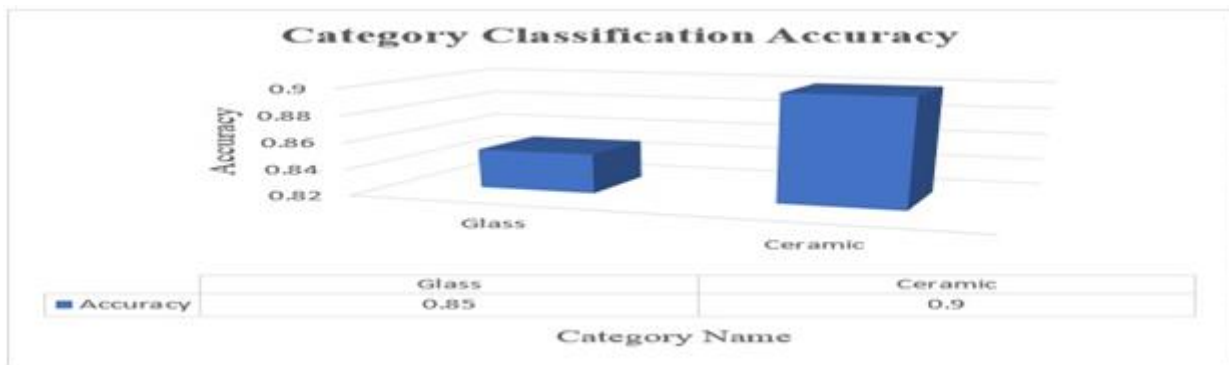 Category Classification Accuracy
0.9
0.88
0.86
0.84
0.82
Accuracy
Glass
Ceramic
Glass Ceramic
Accuracy 0.85 0.9
Category Name